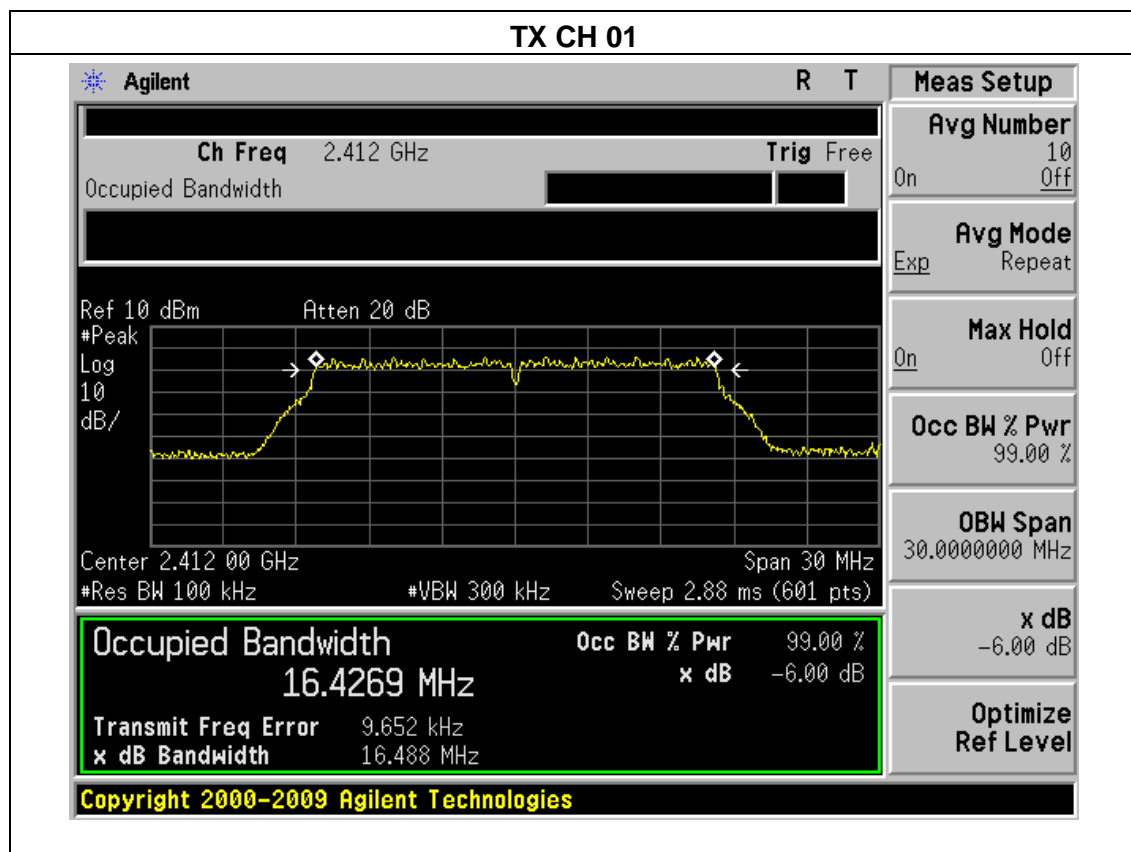 TX CH 01
Agilent R T
Ch Freq 2.412 GHz Trig Free
Occupied Bandwidth
Ref 10 dBm Atten 20 dB
#Peak
Log
10
dB/
Center 2.412 00 GHz Span 30 MHz
#Res BW 100 kHz #VBW 300 kHz Sweep 2.88 ms (601 pts)
Occupied Bandwidth Occ BW % Pwr 99.00 %
16.4269 MHz x dB -6.00 dB
Transmit Freq Error 9.652 kHz
x dB Bandwidth 16.488 MHz
Copyright 2000-2009 Agilent Technologies
Meas Setup
Avg Number
10
On Off
Avg Mode
Exp Repeat
Max Hold
On Off
Occ BW % Pwr
99.00 %
OBW Span
30.0000000 MHz
x dB
-6.00 dB
Optimize
Ref Level